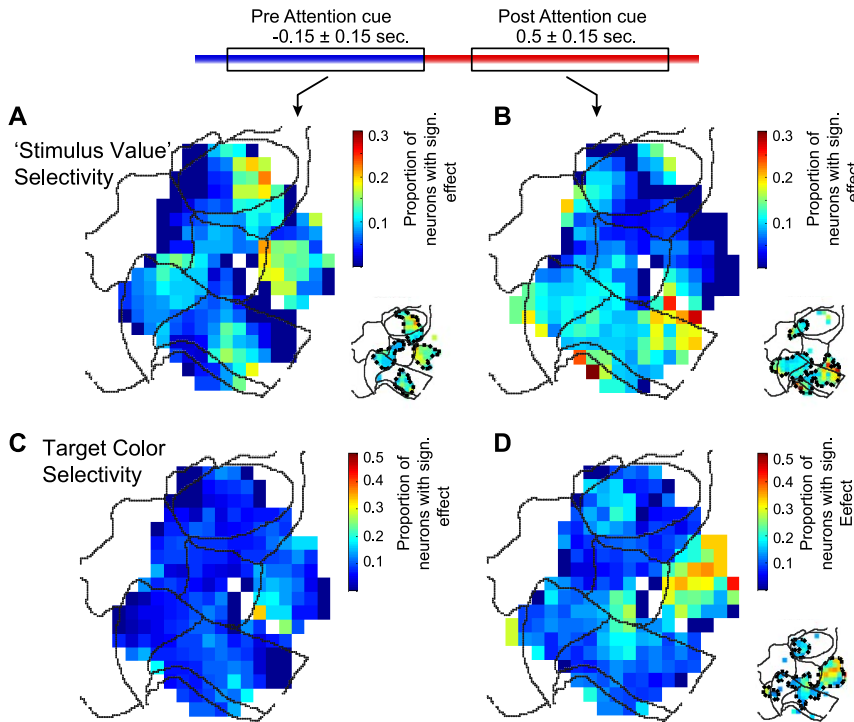 Pre Attention cue
-0.15 ± 0.15 sec.
Post Attention cue
0.5 ± 0.15 sec.
A
'Stimulus Value'
Selectivity
0.3
0.2
0.1
Proportion of
neurons with sign.
effect
B
0.3
0.2
0.1
Proportion of
neurons with sign.
effect
C
Target Color
Selectivity
0.5
0.4
0.3
0.2
0.1
Proportion of
neurons with sign.
effect
D
0.5
0.4
0.3
0.2
0.1
Proportion of
neurons with sign.
Eefect